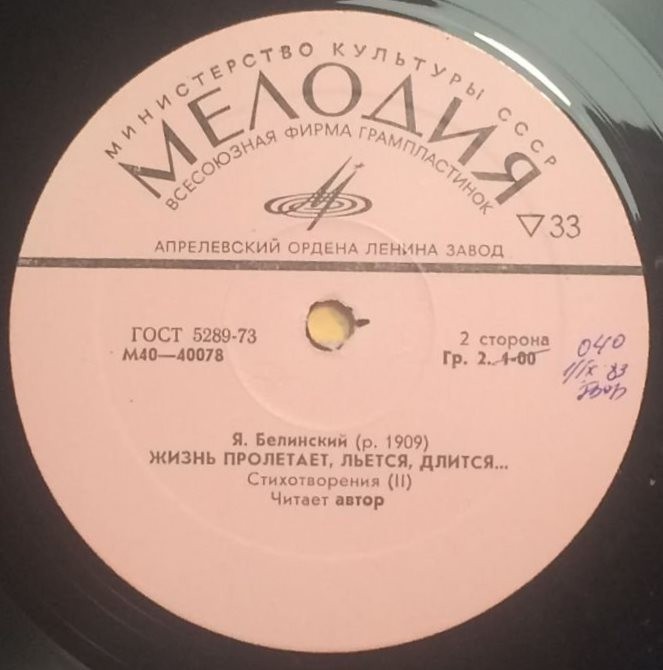 МИНИСТЕРСТВО КУЛЬТУРЫ СССР
МЕЛОДИЯ
ВСЕСОЮЗНАЯ ФИРМА ГРАМПЛАСТИНОК
▽33
АПРЕЛЕВСКИЙ ОРДЕНА ЛЕНИНА ЗАВОД
ГОСТ 5289-73
М40—40078
2 сторона
Гр. 2. 1-00
040
1/IX 83
Я. Белинский (р. 1909)
ЖИЗНЬ ПРОЛЕТАЕТ, ЛЬЕТСЯ, ДЛИТСЯ...
Стихотворения (II)
Читает автор